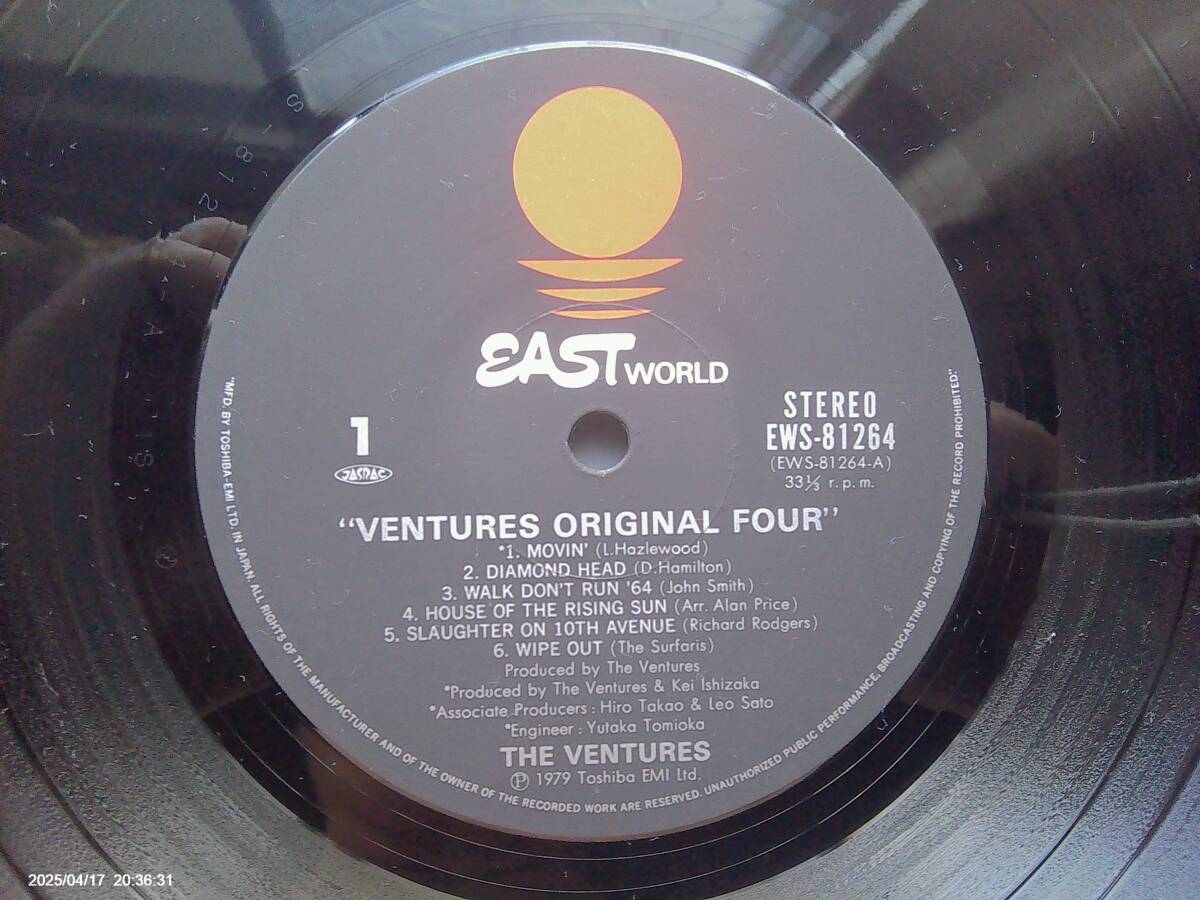 EAST WORLD
1
JASRAC
STEREO
EWS-81264
(EWS-81264-A)
33⅓ r.p.m.
"VENTURES ORIGINAL FOUR"
*1. MOVIN' (L.Hazlewood)
2. DIAMOND HEAD (D.Hamilton)
3. WALK DON'T RUN '64 (John Smith)
4. HOUSE OF THE RISING SUN (Arr. Alan Price)
5. SLAUGHTER ON 10TH AVENUE (Richard Rodgers)
6. WIPE OUT (The Surfaris)
Produced by The Ventures
*Produced by The Ventures & Kei Ishizaka
*Associate Producers : Hiro Takao & Leo Sato
*Engineer : Yutaka Tomioka
THE VENTURES
Ⓟ 1979 Toshiba EMI Ltd.
"MFD. BY TOSHIBA-EMI LTD. IN JAPAN. ALL RIGHTS OF THE MANUFACTURER AND OF THE OWNER OF THE RECORDED WORK ARE RESERVED. UNAUTHORIZED PUBLIC PERFORMANCE, BROADCASTING AND COPYING OF THE RECORD PROHIBITED."
2025/04/17 20:36:31